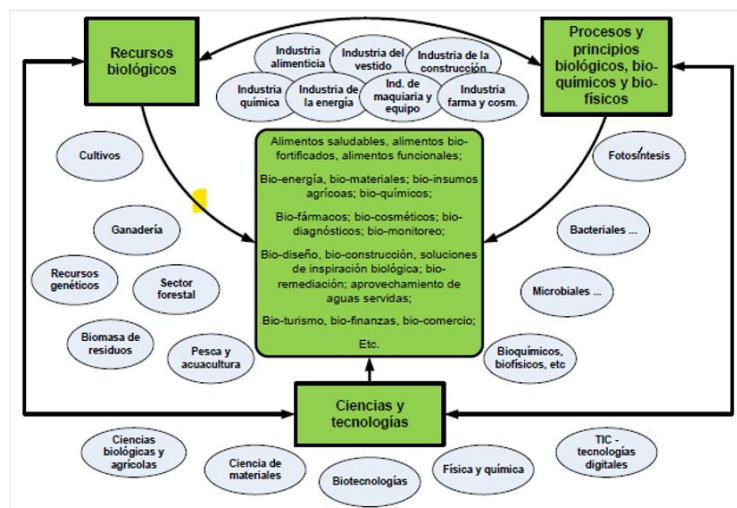 Recursos
biológicos
Industria
alimenticia
Industria del
vestido
Industria de la
construcción
Industria
química
Industria de
la energía
Ind. de
maquiaria y
equipo
Industria
farma y cosm.
Procesos y
principios
biológicos, bio-
químicos y bio-
físicos
Alimentos saludables, alimentos bio-
fortificados, alimentos funcionales;
Bio-energía, bio-materiales; bio-insumos
agrícoas; bio-químicos;
Bio-fármacos; bio-cosméticos; bio-
diagnósticos; bio-monitoreo;
Bio-diseño, bio-construcción, soluciones
de inspiración biológica; bio-
remediación; aprovechamiento de
aguas servidas;
Bio-turismo, bio-finanzas, bio-comercio;
Etc.
Cultivos
Ganadería
Recursos
genéticos
Sector
forestal
Biomasa de
residuos
Pesca y
acuacultura
Fotosíntesis
Bacteriales ...
Microbiales ...
Bioquímicos,
biofísicos, etc
Ciencias y
tecnologías
Ciencias
biológicas y
agrícolas
Ciencia de
materiales
Biotecnologías
Física y química
TIC -
tecnologías
digitales